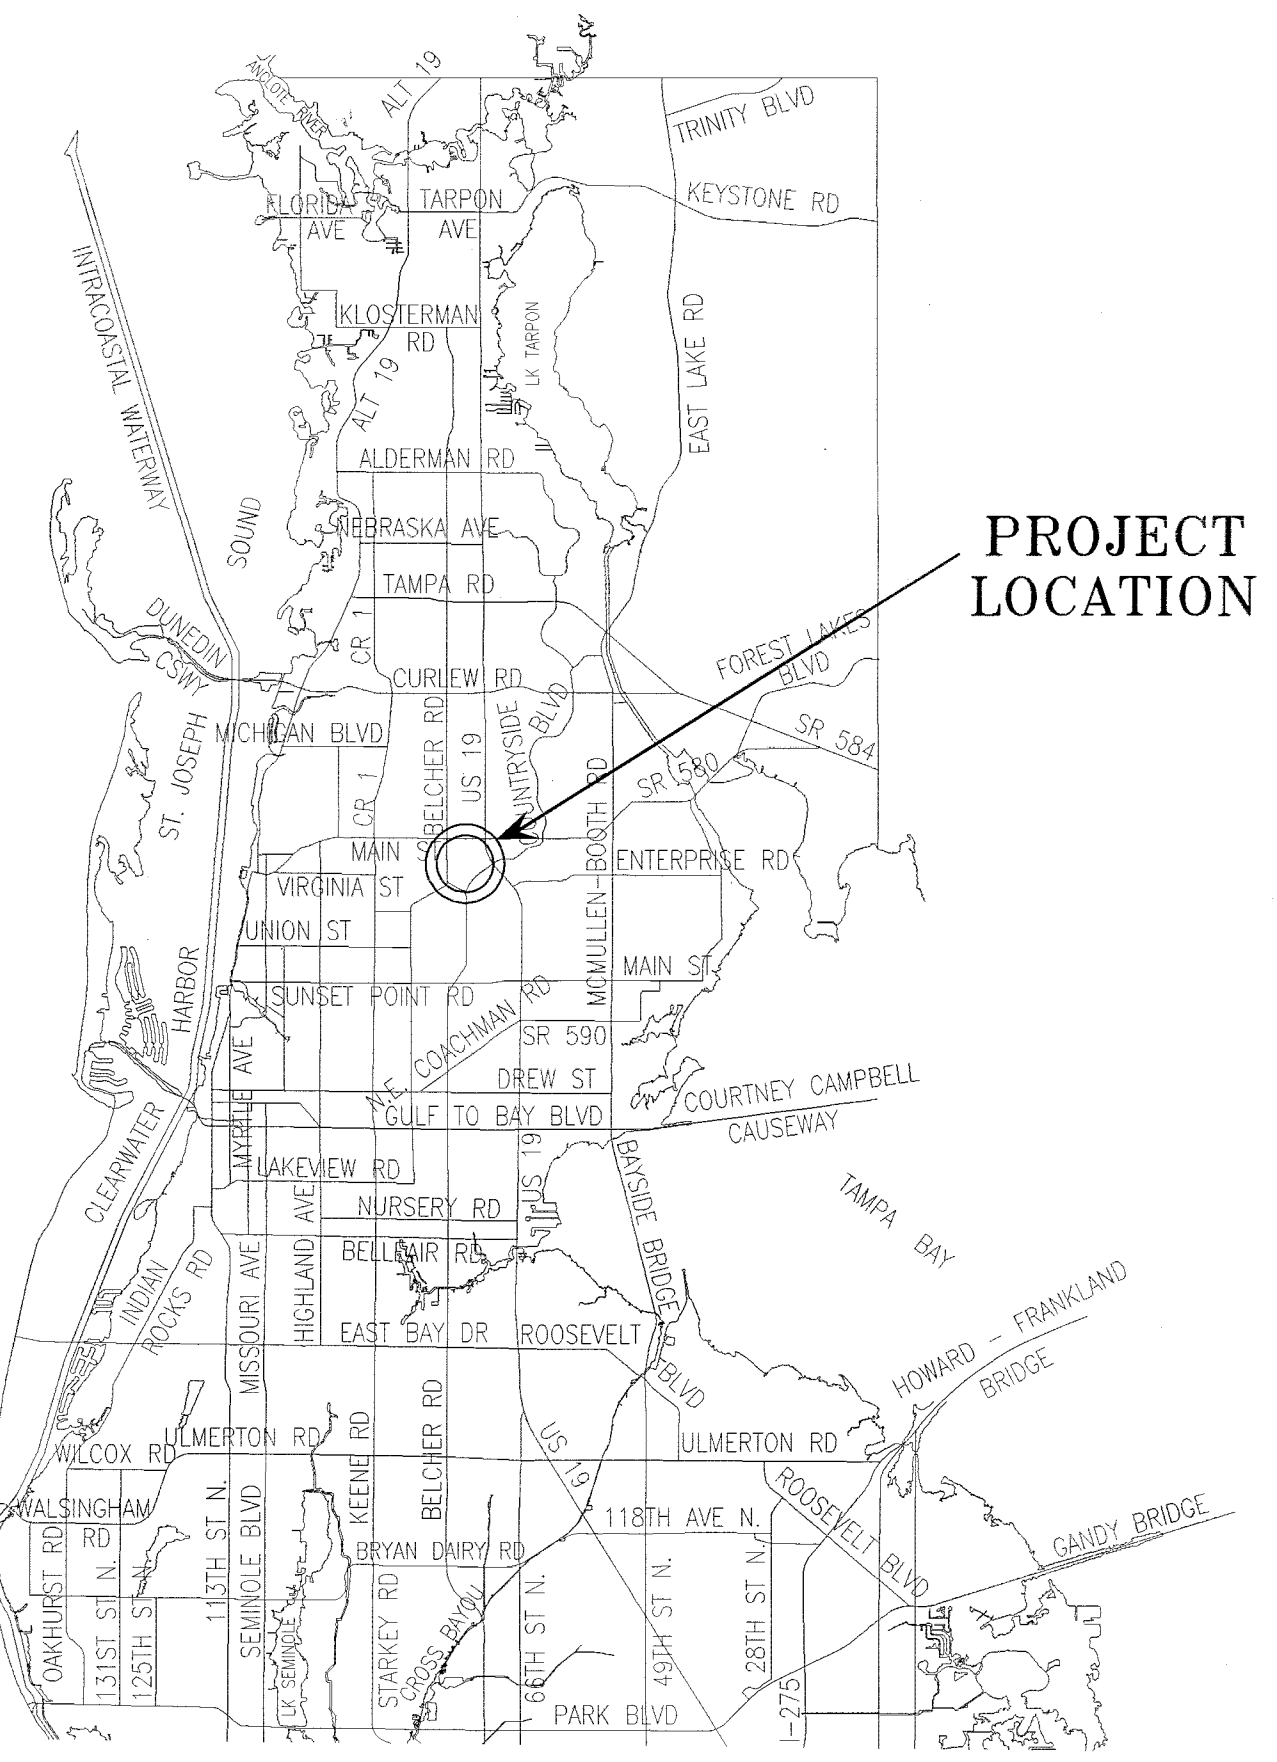 ANCLOTE RIVER
ALT 19
TRINITY BLVD
KEYSTONE RD
FLORIDA
AVE
TARPON
AVE
INTRACOASTAL WATERWAY
KLOSTERMAN
RD
LK TARPON
EAST LAKE RD
ALT 19
ALDERMAN RD
SOUND
NEBRASKA AVE
PROJECT
LOCATION
TAMPA RD
DUNEDIN
CSWY
CR 1
FOREST LAKES
BLVD
CURLEW RD
ST. JOSEPH
MICHIGAN BLVD
BELCHER RD
US 19
COUNTRYSIDE
BLVD
SR 584
SR 580
CR 1
MAIN ST
MCMULLEN-BOOTH RD
ENTERPRISE RD
VIRGINIA ST
UNION ST
HARBOR
MAIN ST
SUNSET POINT RD
N.E. COACHMAN RD
SR 590
MYRTLE AVE
DREW ST
COURTNEY CAMPBELL
CAUSEWAY
GULF TO BAY BLVD
CLEARWATER
LAKEVIEW RD
US 19
BAYSIDE BRIDGE
TAMPA BAY
NURSERY RD
HIGHLAND AVE
BELLEAIR RD
INDIAN
ROCKS RD
MISSOURI AVE
EAST BAY DR
ROOSEVELT
BLVD
HOWARD - FRANKLAND
BRIDGE
WILCOX RD
ULMERTON RD
KEENE RD
BELCHER RD
US 19
ULMERTON RD
WALSINGHAM
RD
113TH ST N.
SEMINOLE BLVD
118TH AVE N.
ROOSEVELT BLVD
GANDY BRIDGE
BRYAN DAIRY RD
OAKHURST RD
131ST ST N.
125TH ST N.
LK SEMINOLE
STARKEY RD
CROSS BAYOU
66TH ST N.
49TH ST N.
28TH ST N.
I-275
PARK BLVD